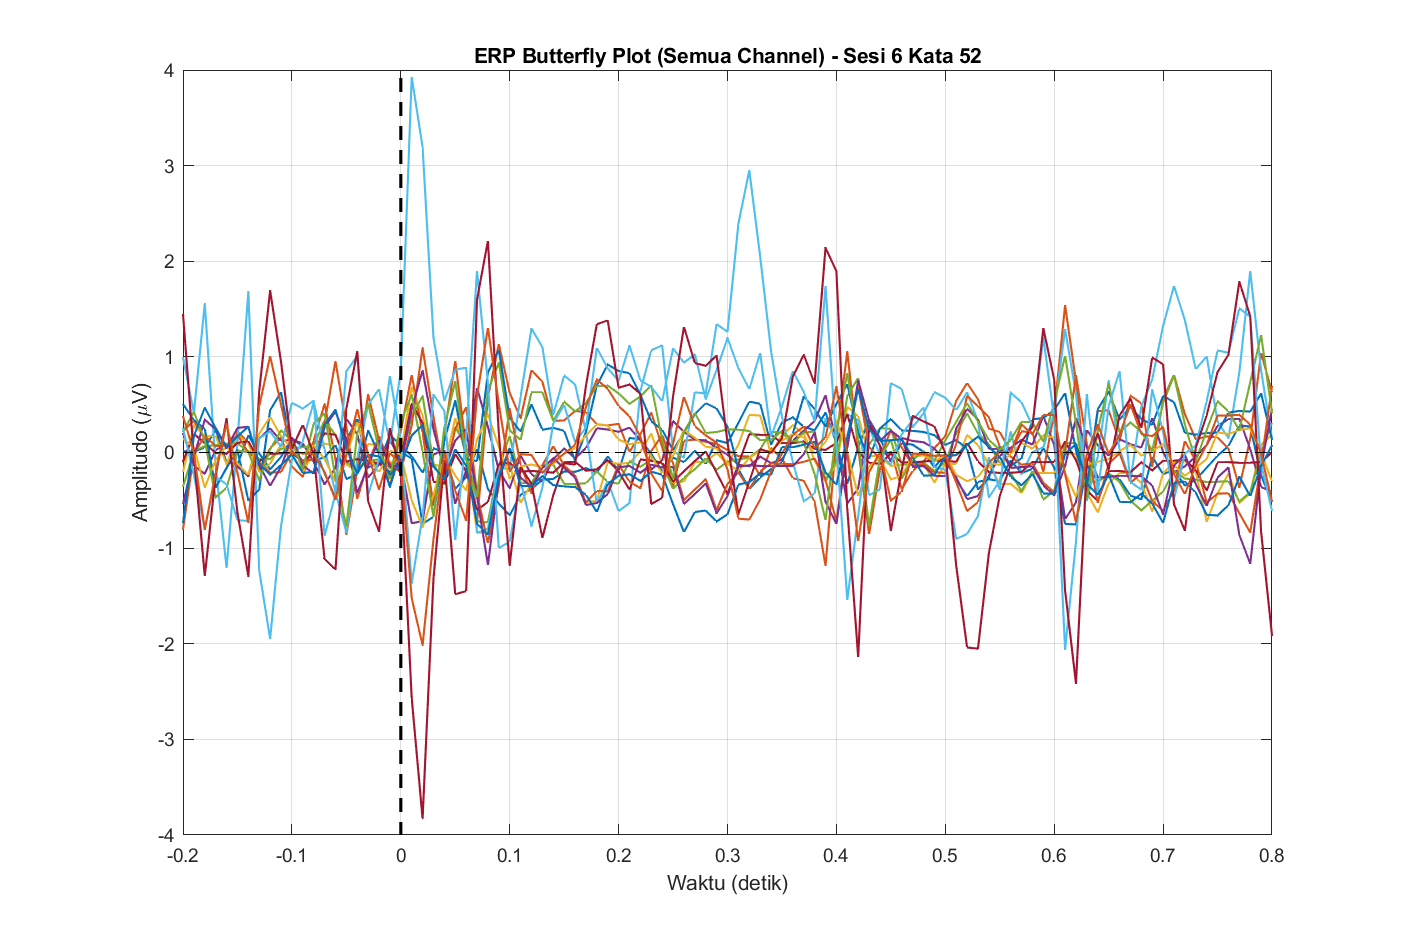 ERP Butterfly Plot (Semua Channel) - Sesi 6 Kata 52
Amplitudo (μV)
4
3
2
1
0
-1
-2
-3
-4
-0.2 -0.1 0 0.1 0.2 0.3 0.4 0.5 0.6 0.7 0.8
Waktu (detik)